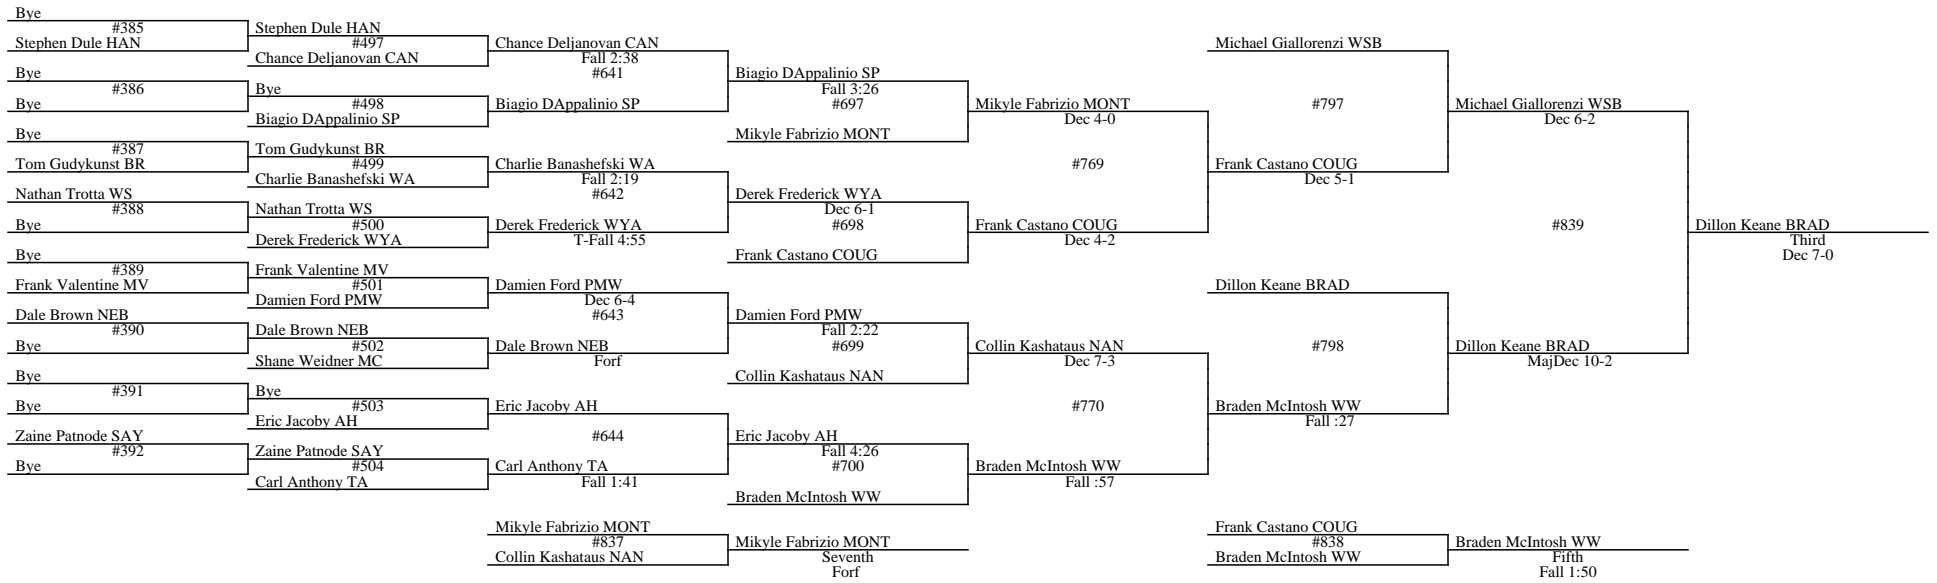 Bye
#385
Stephen Dule HAN
Bye
#386
Bye
Bye
#387
Tom Gudykunst BR
Nathan Trotta WS
#388
Bye
Bye
#389
Frank Valentine MV
Dale Brown NEB
#390
Bye
Bye
#391
Bye
Zaine Patnode SAY
#392
Bye
Stephen Dule HAN
#497
Chance Deljanovan CAN
Bye
#498
Biagio DAppalinio SP
Tom Gudykunst BR
#499
Charlie Banashefski WA
Nathan Trotta WS
#500
Derek Frederick WYA
Frank Valentine MV
#501
Damien Ford PMW
Dale Brown NEB
#502
Shane Weidner MC
Bye
#503
Eric Jacoby AH
Zaine Patnode SAY
#504
Carl Anthony TA
Chance Deljanovan CAN
Fall 2:38
#641
Biagio DAppalinio SP
Charlie Banashefski WA
Fall 2:19
#642
Derek Frederick WYA
T-Fall 4:55
Damien Ford PMW
Dec 6-4
#643
Dale Brown NEB
Forf
Eric Jacoby AH
#644
Carl Anthony TA
Fall 1:41
Biagio DAppalinio SP
Fall 3:26
#697
Mikyle Fabrizio MONT
Derek Frederick WYA
Dec 6-1
#698
Frank Castano COUG
Damien Ford PMW
Fall 2:22
#699
Collin Kashataus NAN
Eric Jacoby AH
Fall 4:26
#700
Braden McIntosh WW
Mikyle Fabrizio MONT
Dec 4-0
#769
Frank Castano COUG
Dec 4-2
Collin Kashataus NAN
Dec 7-3
#770
Braden McIntosh WW
Fall :57
Michael Giallorenzi WSB
#797
Frank Castano COUG
Dec 5-1
Dillon Keane BRAD
#798
Braden McIntosh WW
Fall :27
Michael Giallorenzi WSB
Dec 6-2
#839
Dillon Keane BRAD
MajDec 10-2
Dillon Keane BRAD
Third
Dec 7-0
Mikyle Fabrizio MONT
#837
Collin Kashataus NAN
Mikyle Fabrizio MONT
Seventh
Forf
Frank Castano COUG
#838
Braden McIntosh WW
Braden McIntosh WW
Fifth
Fall 1:50